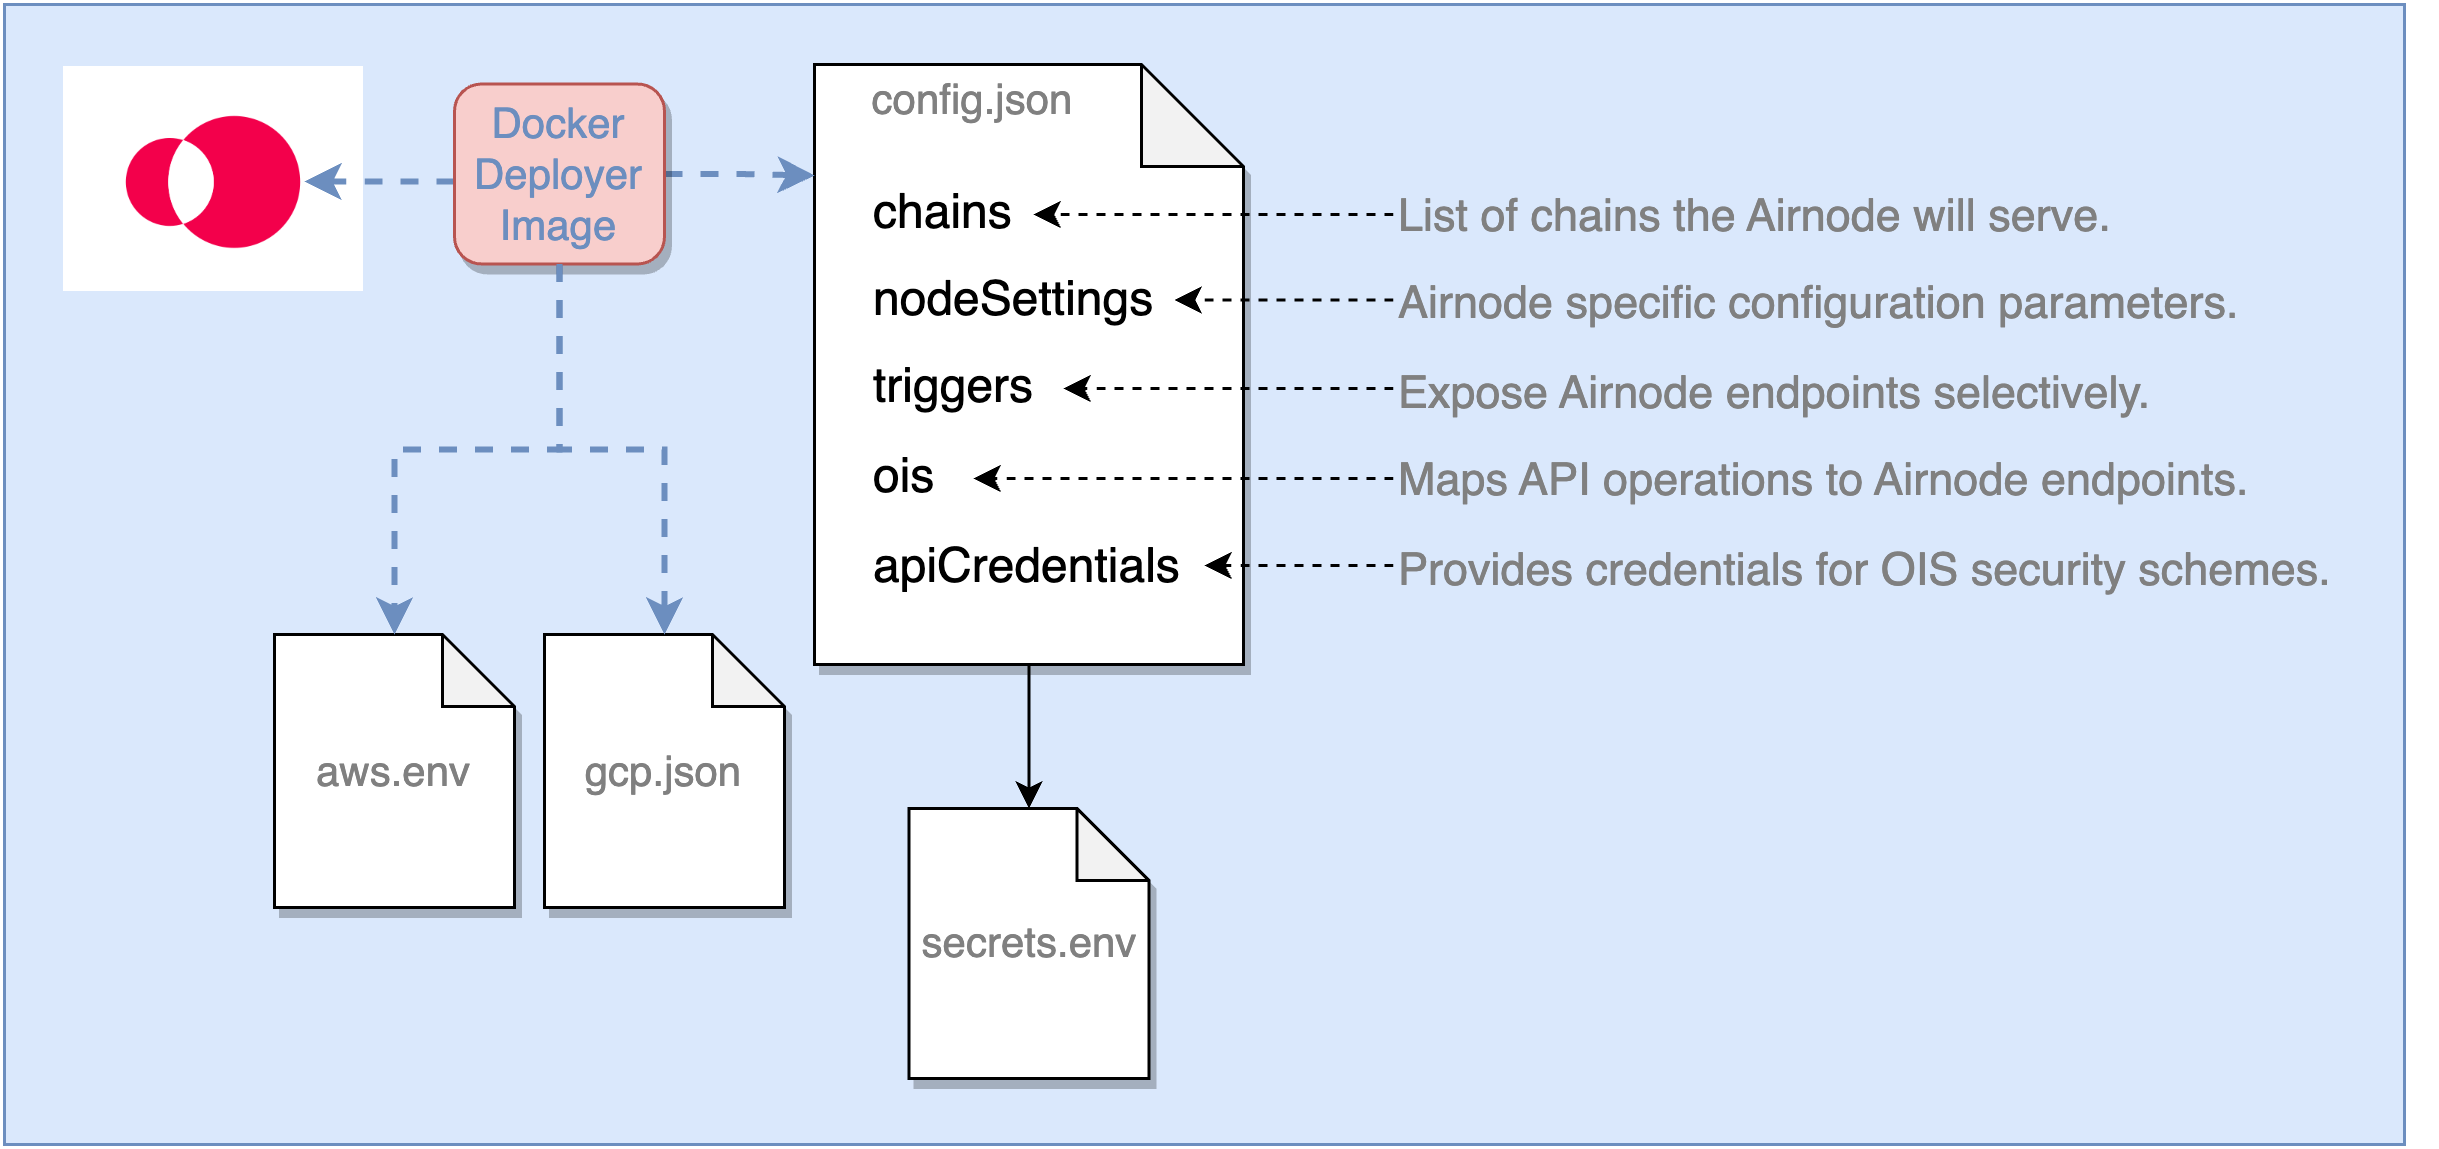 Docker
Deployer
Image
config.json
chains
List of chains the Airnode will serve.
nodeSettings
Airnode specific configuration parameters.
triggers
Expose Airnode endpoints selectively.
ois
Maps API operations to Airnode endpoints.
apiCredentials
Provides credentials for OIS security schemes.
aws.env
gcp.json
secrets.env